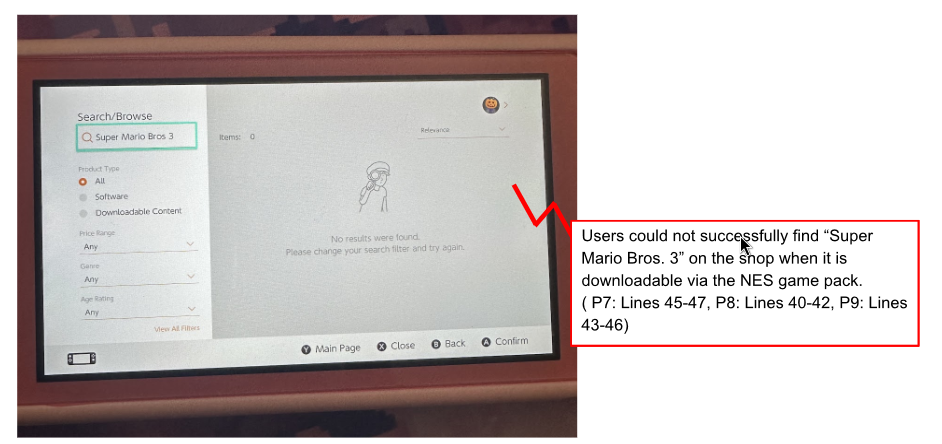 Search/Browse
Super Mario Bros 3
Items: 0
Relevance
Product Type
All
Software
Downloadable Content
Price Range
Any
Genre
Any
Age Rating
Any
View All Filters
No results were found.
Please change your search filter and try again.
Y Main Page X Close B Back A Confirm
Users could not successfully find “Super
Mario Bros. 3” on the shop when it is
downloadable via the NES game pack.
( P7: Lines 45-47, P8: Lines 40-42, P9: Lines
43-46)